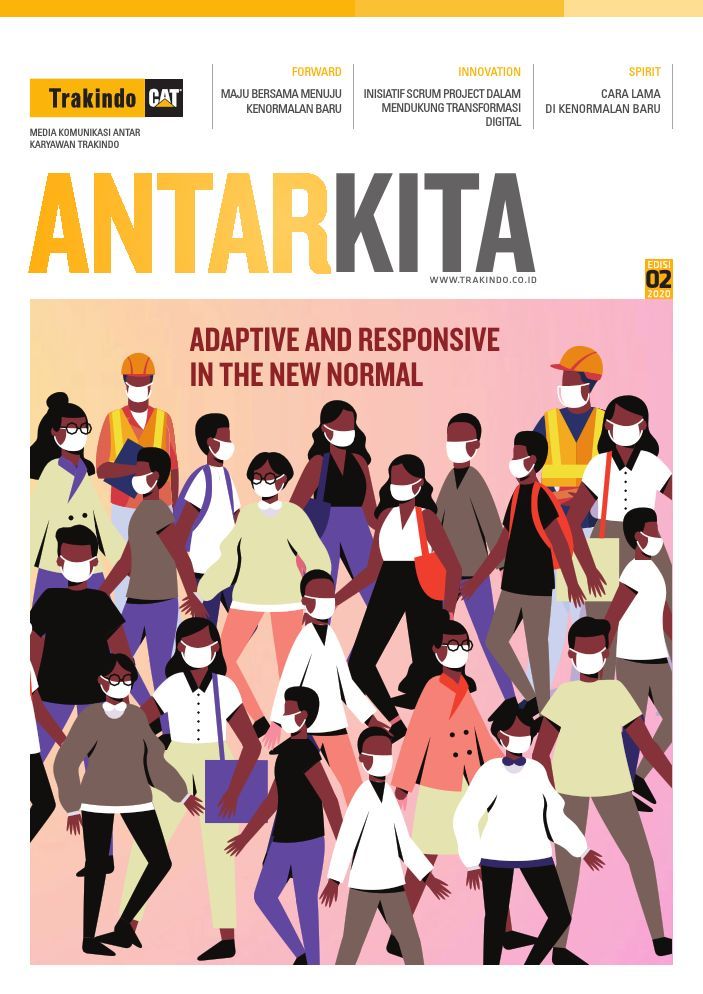 Trakindo CAT
MEDIA KOMUNIKASI ANTAR
KARYAWAN TRAKINDO
FORWARD
MAJU BERSAMA MENUJU
KENORMALAN BARU
INNOVATION
INISIATIF SCRUM PROJECT DALAM
MENDUKUNG TRANSFORMASI
DIGITAL
SPIRIT
CARA LAMA
DI KENORMALAN BARU
ANTARKITA
WWW.TRAKINDO.CO.ID
EDISI
02
2020
ADAPTIVE AND RESPONSIVE
IN THE NEW NORMAL